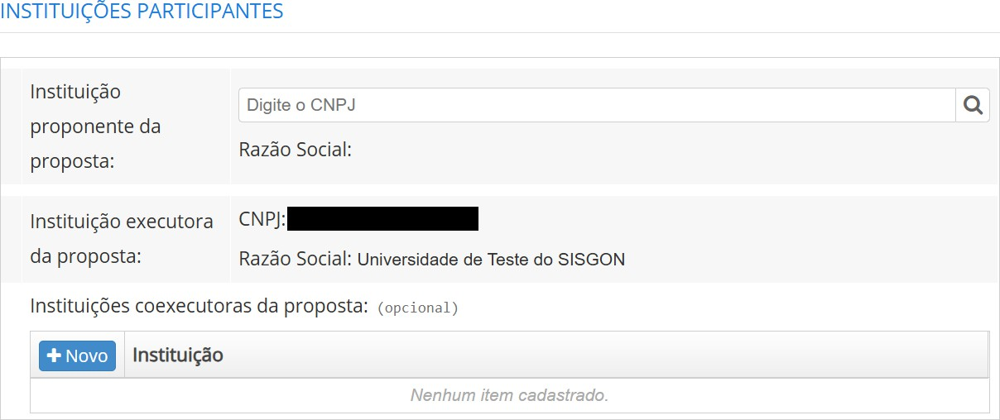 INSTITUIÇÕES PARTICIPANTES
Instituição
proponente da
proposta:
Digite o CNPJ
Razão Social:
Instituição executora
da proposta:
CNPJ:
Razão Social: Universidade de Teste do SISGON
Instituições coexecutoras da proposta: (opcional)
Novo
Instituição
Nenhum item cadastrado.